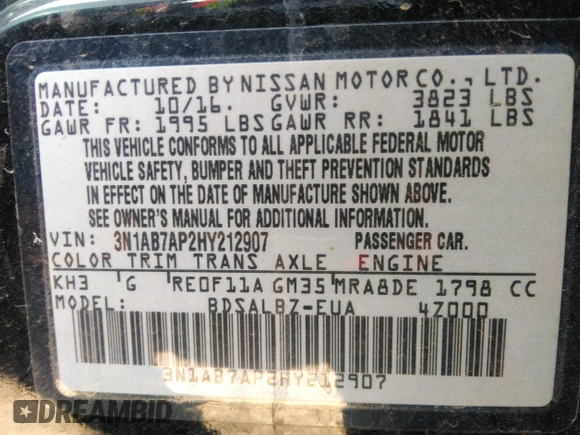 MANUFACTURED BY NISSAN MOTOR CO., LTD.
DATE: 10/16. GVWR: 3823 LBS
GAWR FR: 1995 LBS GAWR RR: 1841 LBS
THIS VEHICLE CONFORMS TO ALL APPLICABLE FEDERAL MOTOR
VEHICLE SAFETY, BUMPER AND THEFT PREVENTION STANDARDS
IN EFFECT ON THE DATE OF MANUFACTURE SHOWN ABOVE.
SEE OWNER'S MANUAL FOR ADDITIONAL INFORMATION.
VIN: 3N1AB7AP2HY212907 PASSENGER CAR.
COLOR TRIM TRANS AXLE ENGINE
KH3 G RE0F11A GM35 MRA8DE 1798 CC
MODEL: BDSALBZ-EUA 4Z000
3N1AB7AP2HY212907
DREAMBID